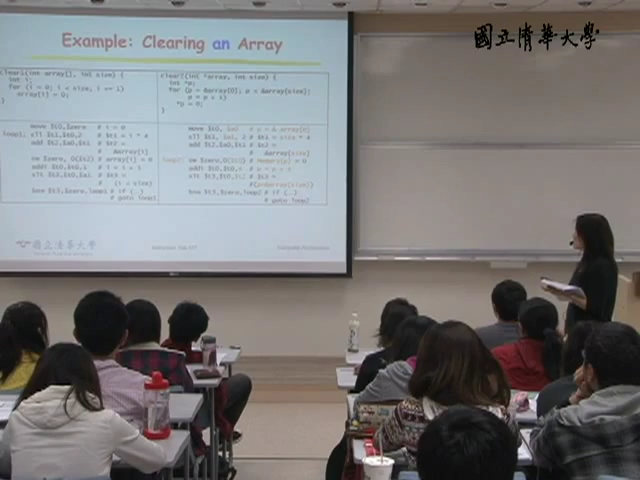 國立清華大學
Example: Clearing an Array
clear1(int array[], int size) {
int i;
for (i = 0; i < size; i += 1)
array[i] = 0;
}
clear2(int *array, int size) {
int *p;
for (p = &array[0]; p < &array[size];
p = p + 1)
*p = 0;
}
move $t0,$zero # i = 0
loop1: sll $t1,$t0,2 # $t1 = i * 4
add $t2,$a0,$t1 # $t2 =
# &array[i]
sw $zero, 0($t2) # array[i] = 0
addi $t0,$t0,1 # i = i + 1
slt $t3,$t0,$a1 # $t3 =
# (i < size)
bne $t3,$zero,loop1 # if (…)
# goto loop1
move $t0, $a0 # p = & array[0]
sll $t1, $a1, 2 # $t1 = size * 4
add $t2,$a0,$t1 # $t2 =
# &array[size]
loop2: sw $zero,0($t0) # Memory[p] = 0
addi $t0,$t0,4 # p = p + 4
slt $t3,$t0,$t2 # $t3 =
#(p<&array[size])
bne $t3,$zero,loop2 # if (…)
# goto loop2
國立清華大學